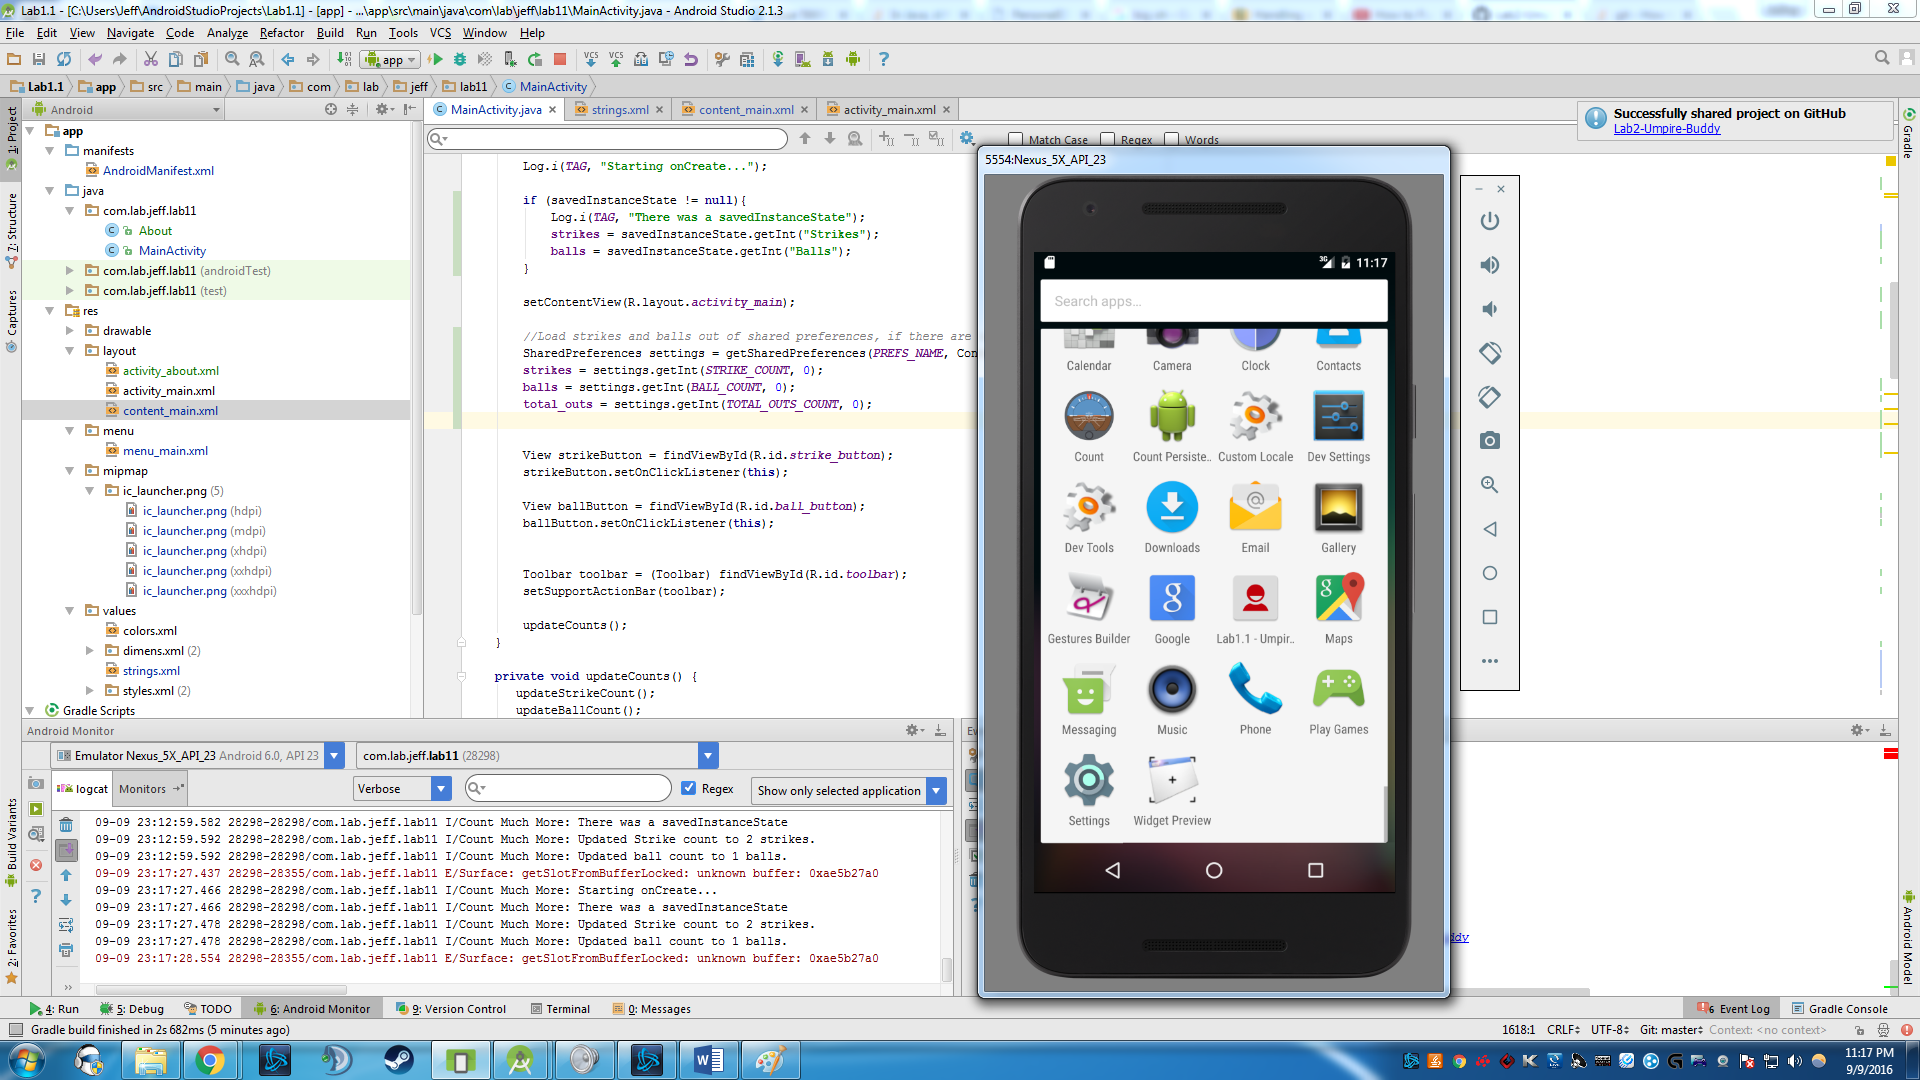 Lab1.1 - [C:\Users\Jeff\AndroidStudioProjects\Lab1.1] - [app] - ...\app\src\main\java\com\lab\jeff\lab11\MainActivity.java - Android Studio 2.1.3
File Edit View Navigate Code Analyze Refactor Build Run Tools VCS Window Help
app
Lab1.1 app src main java com lab jeff lab11 MainActivity
Android
MainActivity.java strings.xml content_main.xml activity_main.xml
Match Case Regex Words
Successfully shared project on GitHub
Lab2-Umpire-Buddy
1: Project
7: Structure
Captures
Build Variants
2: Favorites
Gradle
Android Model
app
manifests
AndroidManifest.xml
java
com.lab.jeff.lab11
About
MainActivity
com.lab.jeff.lab11 (androidTest)
com.lab.jeff.lab11 (test)
res
drawable
layout
activity_about.xml
activity_main.xml
content_main.xml
menu
menu_main.xml
mipmap
ic_launcher.png (5)
ic_launcher.png (hdpi)
ic_launcher.png (mdpi)
ic_launcher.png (xhdpi)
ic_launcher.png (xxhdpi)
ic_launcher.png (xxxhdpi)
values
colors.xml
dimens.xml (2)
strings.xml
styles.xml (2)
Gradle Scripts
Log.i(TAG, "Starting onCreate...");
if (savedInstanceState != null){
Log.i(TAG, "There was a savedInstanceState");
strikes = savedInstanceState.getInt("Strikes");
balls = savedInstanceState.getInt("Balls");
}
setContentView(R.layout.activity_main);
//Load strikes and balls out of shared preferences, if there are
SharedPreferences settings = getSharedPreferences(PREFS_NAME, Con
strikes = settings.getInt(STRIKE_COUNT, 0);
balls = settings.getInt(BALL_COUNT, 0);
total_outs = settings.getInt(TOTAL_OUTS_COUNT, 0);
View strikeButton = findViewById(R.id.strike_button);
strikeButton.setOnClickListener(this);
View ballButton = findViewById(R.id.ball_button);
ballButton.setOnClickListener(this);
Toolbar toolbar = (Toolbar) findViewById(R.id.toolbar);
setSupportActionBar(toolbar);
updateCounts();
}
private void updateCounts() {
updateStrikeCount();
updateBallCount();
5554:Nexus_5X_API_23
3G 11:17
Search apps...
Calendar Camera Clock Contacts
Count Count Persiste.. Custom Locale Dev Settings
Dev Tools Downloads Email Gallery
Gestures Builder Google Lab1.1 - Umpir.. Maps
Messaging Music Phone Play Games
Settings Widget Preview
Android Monitor
Emulator Nexus_5X_API_23 Android 6.0, API 23 com.lab.jeff.lab11 (28298)
logcat Monitors Verbose Regex Show only selected application
09-09 23:12:59.582 28298-28298/com.lab.jeff.lab11 I/Count Much More: There was a savedInstanceState
09-09 23:12:59.592 28298-28298/com.lab.jeff.lab11 I/Count Much More: Updated Strike count to 2 strikes.
09-09 23:12:59.592 28298-28298/com.lab.jeff.lab11 I/Count Much More: Updated ball count to 1 balls.
09-09 23:17:27.437 28298-28355/com.lab.jeff.lab11 E/Surface: getSlotFromBufferLocked: unknown buffer: 0xae5b27a0
09-09 23:17:27.466 28298-28298/com.lab.jeff.lab11 I/Count Much More: Starting onCreate...
09-09 23:17:27.466 28298-28298/com.lab.jeff.lab11 I/Count Much More: There was a savedInstanceState
09-09 23:17:27.478 28298-28298/com.lab.jeff.lab11 I/Count Much More: Updated Strike count to 2 strikes.
09-09 23:17:27.478 28298-28298/com.lab.jeff.lab11 I/Count Much More: Updated ball count to 1 balls.
09-09 23:17:28.554 28298-28355/com.lab.jeff.lab11 E/Surface: getSlotFromBufferLocked: unknown buffer: 0xae5b27a0
Ev
ddy
4: Run 5: Debug TODO 6: Android Monitor 9: Version Control Terminal 0: Messages 6 Event Log Gradle Console
Gradle build finished in 2s 682ms (5 minutes ago) 1618:1 CRLF UTF-8 Git: master Context: <no context>
11:17 PM
9/9/2016